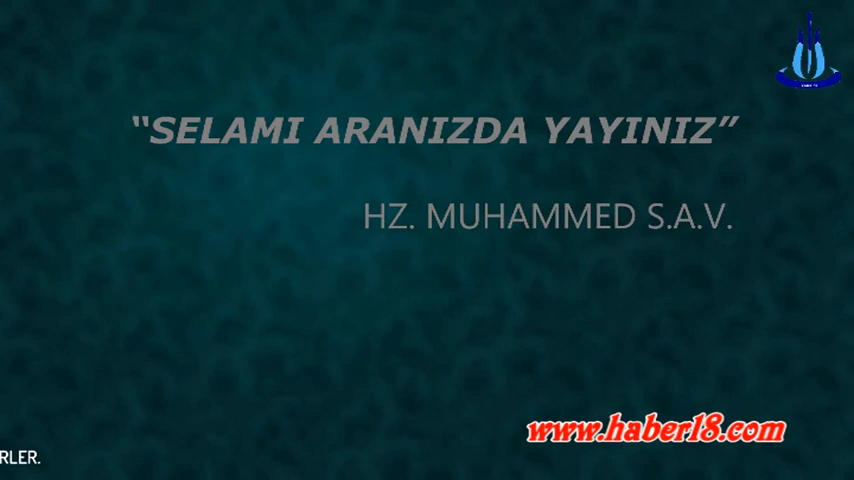 “SELAMI ARANIZDA YAYINIZ”
HZ. MUHAMMED S.A.V.
www.haber18.com
RLER.